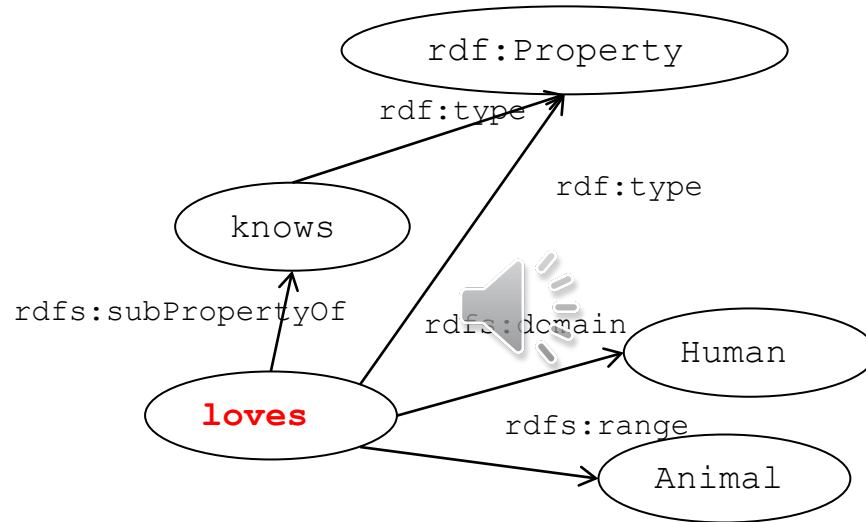 rdf:Property
rdf:type
rdf:type
knows
rdfs:subPropertyOf
rdfs:domain
Human
loves
rdfs:range
Animal